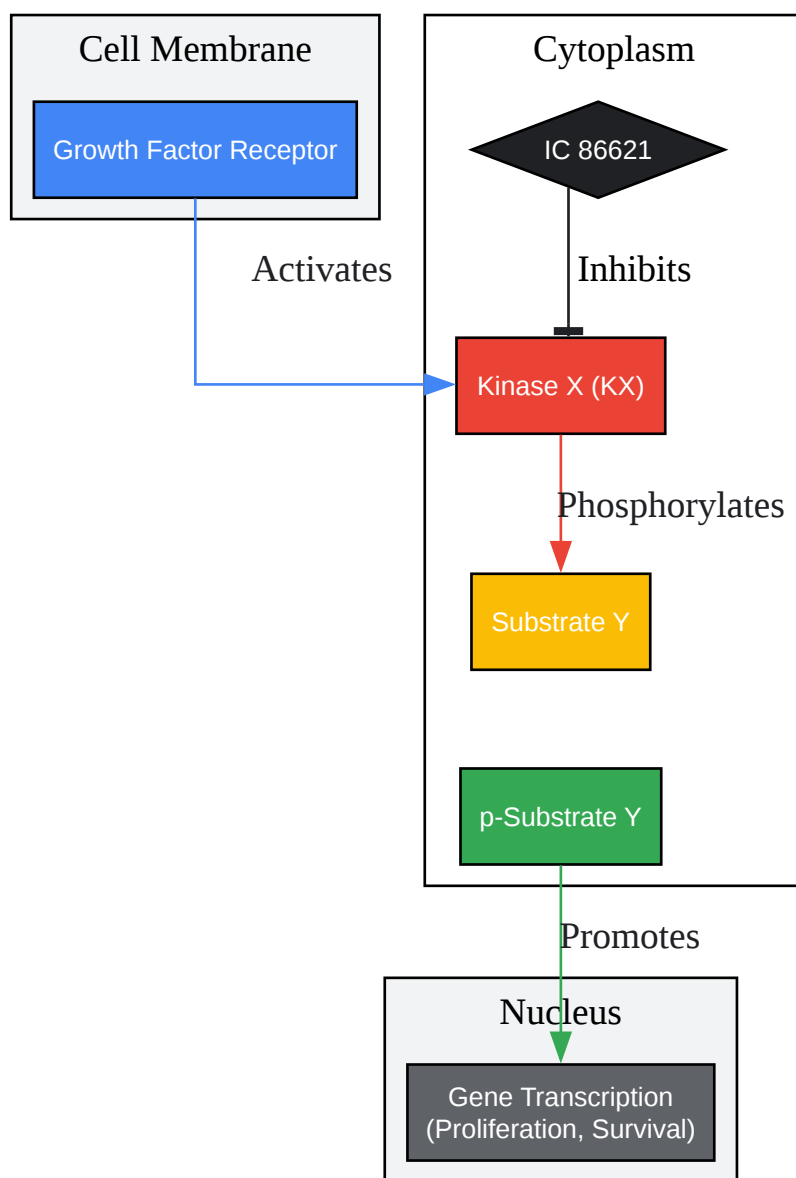 Cell Membrane
Growth Factor Receptor
Activates
Cytoplasm
IC 86621
Inhibits
Kinase X (KX)
Phosphorylates
Substrate Y
p-Substrate Y
Promotes
Nucleus
Gene Transcription
(Proliferation, Survival)